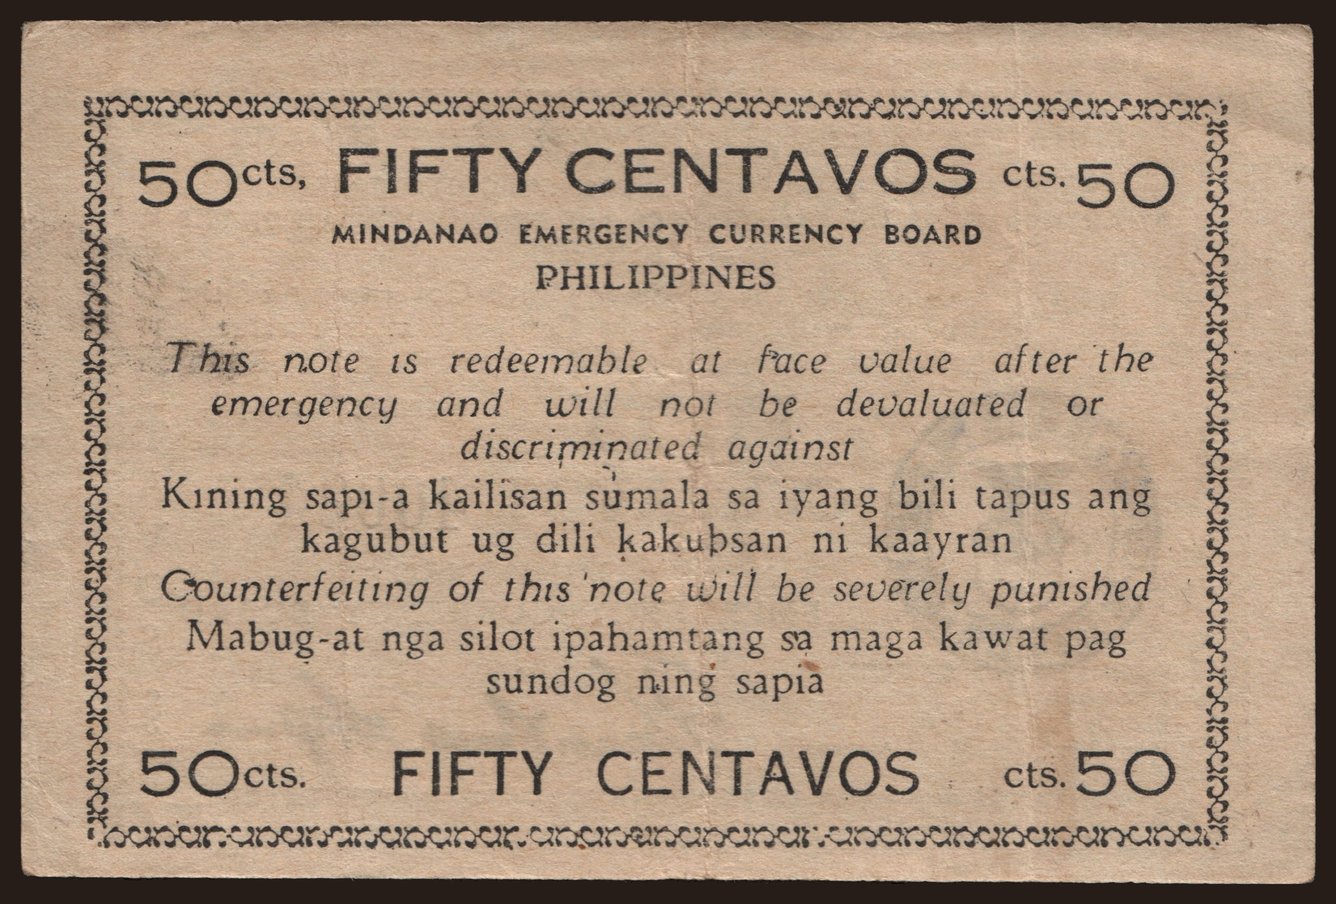 50cts, FIFTY CENTAVOS cts. 50
MINDANAO EMERGENCY CURRENCY BOARD
PHILIPPINES
This note is redeemable at face value after the
emergency and will not be devaluated or
discriminated against
Kining sapi-a kailisan sumala sa iyang bili tapus ang
kagubut ug dili kakubsan ni kaayran
Counterfeiting of this note will be severely punished
Mabug-at nga silot ipahamtang sa maga kawat pag
sundog ning sapia
50cts. FIFTY CENTAVOS cts. 50